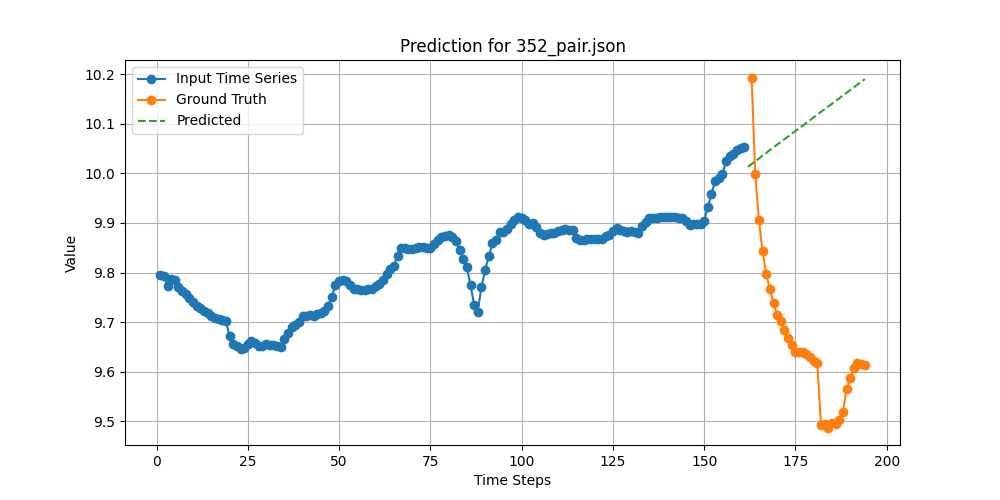 Prediction for 352_pair.json
Input Time Series
Ground Truth
Predicted
10.2
10.1
10.0
9.9
9.8
9.7
9.6
9.5
Value
0 25 50 75 100 125 150 175 200
Time Steps